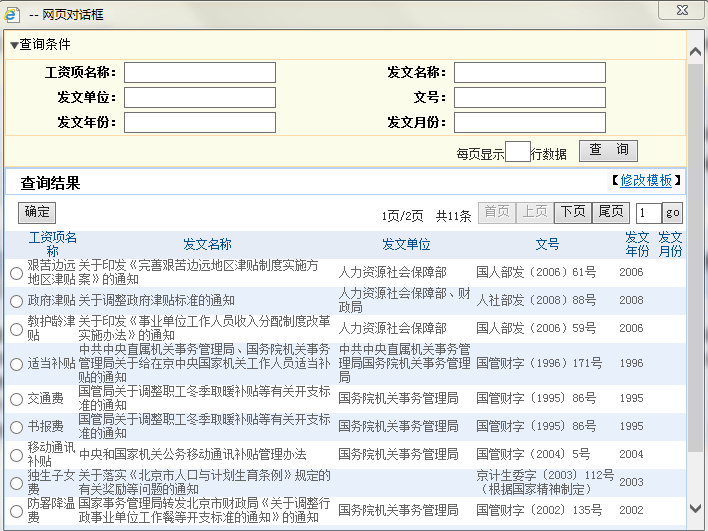 -- 网页对话框
▼查询条件
工资项名称： 发文名称：
发文单位： 文号：
发文年份： 发文月份：
每页显示 行数据 查 询
查询结果 【修改模板】
确定 1页/2页 共11条 首页 上页 下页 尾页 1 go
工资项名称 发文名称 发文单位 文号 发文年份 发文月份
艰苦边远地区津贴 关于印发《完善艰苦边远地区津贴制度实施方案》的通知 人力资源社会保障部 国人部发（2006）61号 2006
政府津贴 关于调整政府津贴标准的通知 人力资源社会保障部、财政局 人社部发（2008）88号 2008
教护龄津贴 关于印发《事业单位工作人员收入分配制度改革实施办法》的通知 人力资源社会保障部 国人部发（2006）59号 2006
适当补贴 中共中央直属机关事务管理局、国务院机关事务管理局关于给在京中央国家机关工作人员适当补贴的通知 中共中央直属机关事务管理局国务院机关事务管理局 国管财字（1996）171号 1996
交通费 国管局关于调整职工冬季取暖补贴等有关开支标准的通知 国务院机关事务管理局 国管财字〔1995〕86号 1995
书报费 国管局关于调整职工冬季取暖补贴等有关开支标准的通知 国务院机关事务管理局 国管财字〔1995〕86号 1995
移动通讯补贴 中央和国家机关公务移动通讯补贴管理办法 国务院机关事务管理局 国管财字〔2004〕5号 2004
独生子女费 关于落实《北京市人口与计划生育条例》规定的有关奖励等问题的通知 京计生委字〔2003〕112号（根据国家精神制定） 2003
防署降温费 国家事务管理局转发北京市财政局《关于调整行政事业单位工作餐等开支标准的通知》的通知 国务院机关事务管理局 国管财字〔2002〕135号 2002